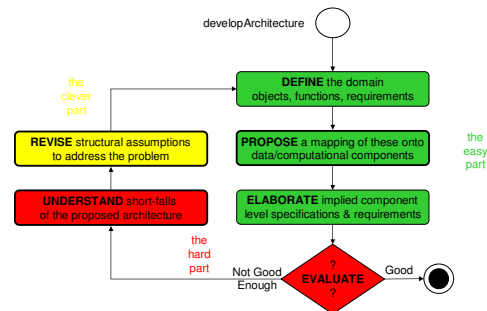 developArchitecture
the
clever
part
DEFINE the domain
objects, functions, requirements
REVISE structural assumptions
to address the problem
PROPOSE a mapping of these onto
data/computational components
the
easy
part
UNDERSTAND short-falls
of the proposed architecture
ELABORATE implied component
level specifications & requirements
the
hard
part
Not Good
Enough
?
EVALUATE
?
Good